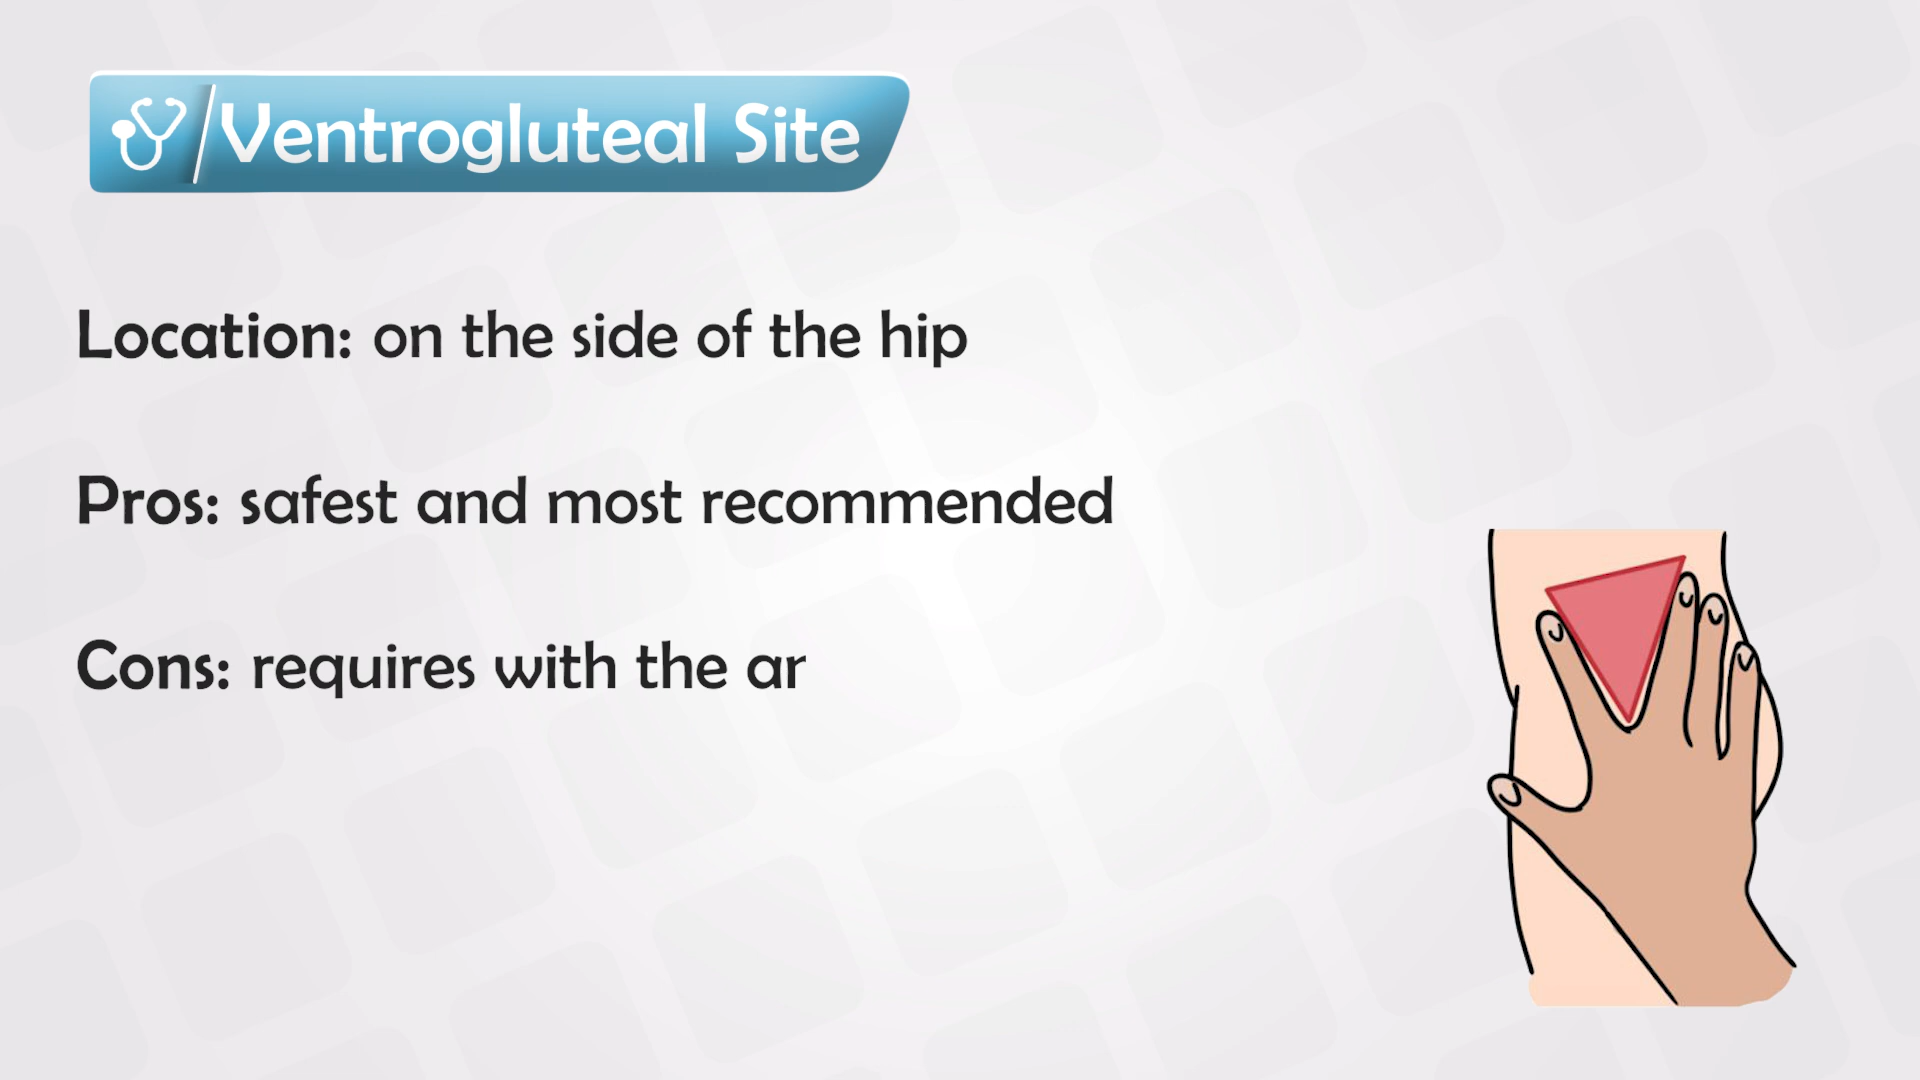 Ventrogluteal Site
Location: on the side of the hip
Pros: safest and most recommended
Cons: requires with the ar